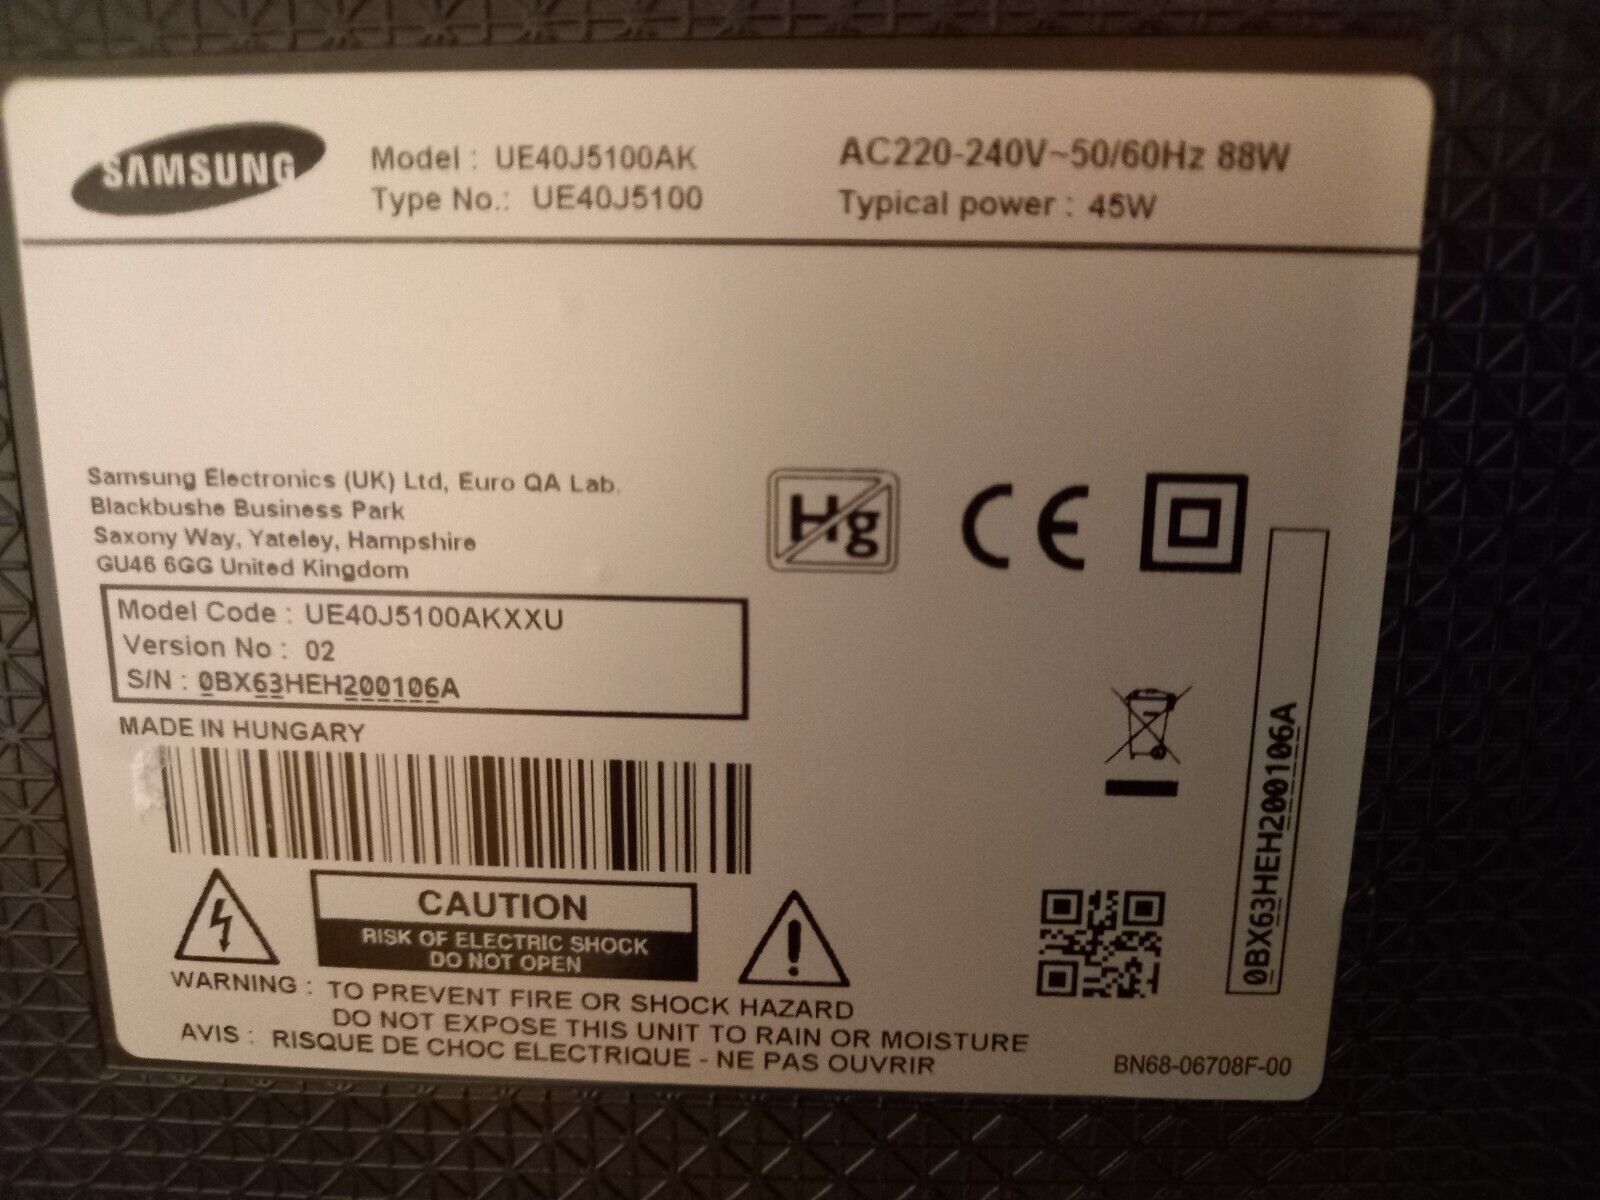 SAMSUNG
Model : UE40J5100AK
Type No.: UE40J5100
AC220-240V~50/60Hz 88W
Typical power : 45W
Samsung Electronics (UK) Ltd, Euro QA Lab.
Blackbushe Business Park
Saxony Way, Yateley, Hampshire
GU46 6GG United Kingdom
Hg
CE
Model Code : UE40J5100AKXXU
Version No : 02
S/N : 0BX63HEH200106A
MADE IN HUNGARY
0BX63HEH200106A
CAUTION
RISK OF ELECTRIC SHOCK
DO NOT OPEN
WARNING : TO PREVENT FIRE OR SHOCK HAZARD
DO NOT EXPOSE THIS UNIT TO RAIN OR MOISTURE
AVIS : RISQUE DE CHOC ELECTRIQUE - NE PAS OUVRIR
BN68-06708F-00